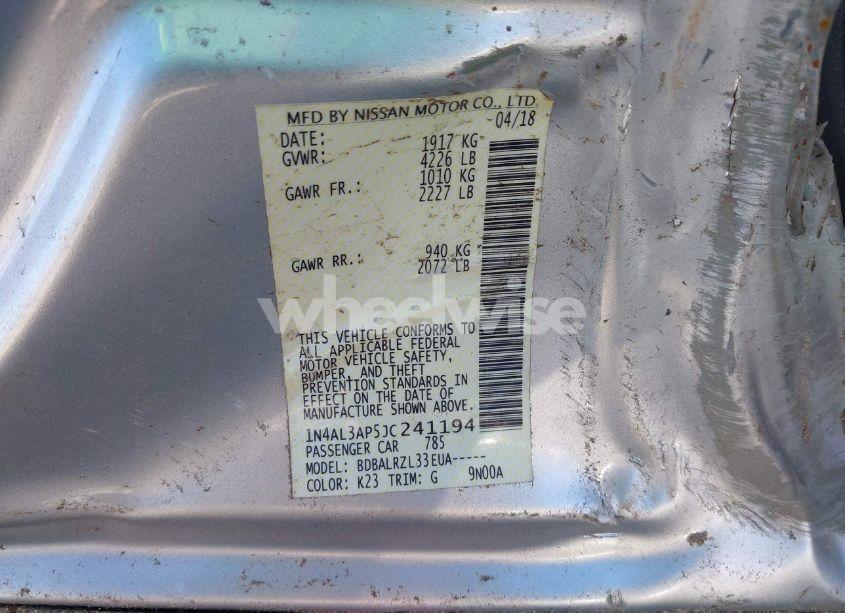 MFD BY NISSAN MOTOR CO., LTD.
DATE: 04/18
GVWR: 1917 KG
4226 LB
GAWR FR.: 1010 KG
2227 LB
GAWR RR.: 940 KG
2072 LB
wheelwise
THIS VEHICLE CONFORMS TO
ALL APPLICABLE FEDERAL
MOTOR VEHICLE SAFETY,
BUMPER, AND THEFT
PREVENTION STANDARDS IN
EFFECT ON THE DATE OF
MANUFACTURE SHOWN ABOVE.
1N4AL3AP5JC241194
PASSENGER CAR 785
MODEL: BDBALRZL33EUA-----
COLOR: K23 TRIM: G 9N00A